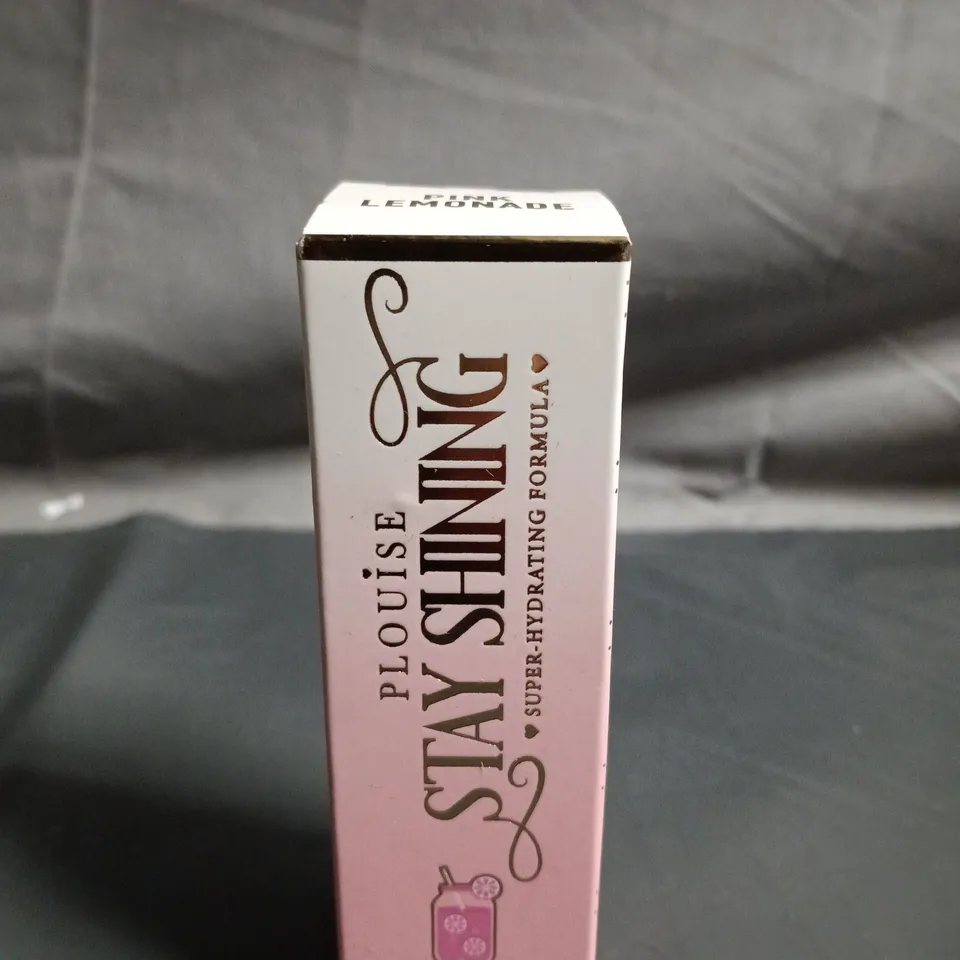 PINK
LEMONADE
PLOUISE
STAY SHINING
SUPER-HYDRATING FORMULA